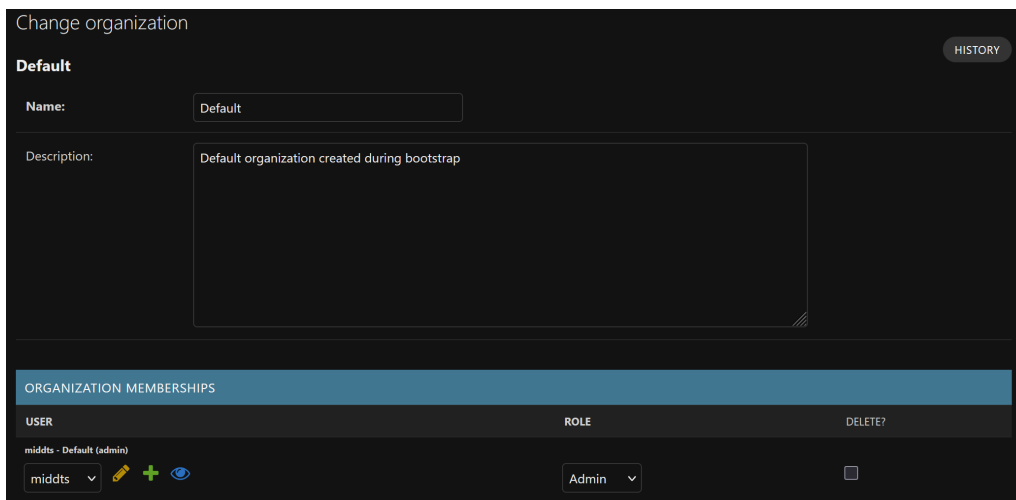 Change organization
HISTORY
Default
Name:
Default
Description:
Default organization created during bootstrap
ORGANIZATION MEMBERSHIPS
USER ROLE DELETE?
middts - Default (admin)
middts Admin